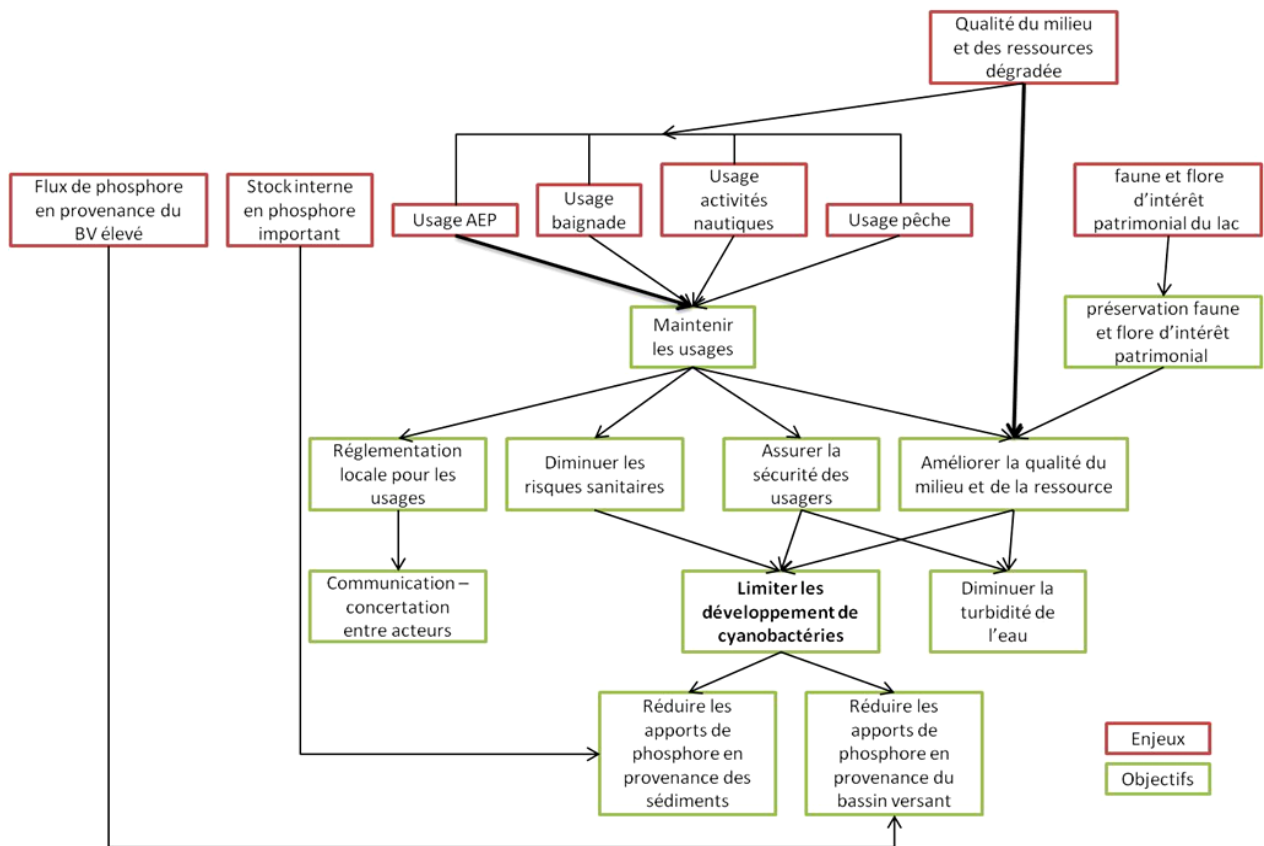 Qualité du milieu
et des ressources
dégradée
Flux de phosphore
en provenance du
BV élevé
Stock interne
en phosphore
important
Usage AEP
Usage
baignade
Usage
activités
nautiques
Usage pêche
faune et flore
d'intérêt
patrimonial du lac
Maintenir
les usages
préservation faune
et flore d'intérêt
patrimonial
Réglementation
locale pour les
usages
Diminuer les
risques sanitaires
Assurer la
sécurité des
usagers
Améliorer la qualité du
milieu et de la ressource
Communication –
concertation
entre acteurs
Limiter les
développement de
cyanobactéries
Diminuer la
turbidité de
l'eau
Réduire les
apports de
phosphore en
provenance des
sédiments
Réduire les
apports de
phosphore en
provenance du
bassin versant
Enjeux
Objectifs